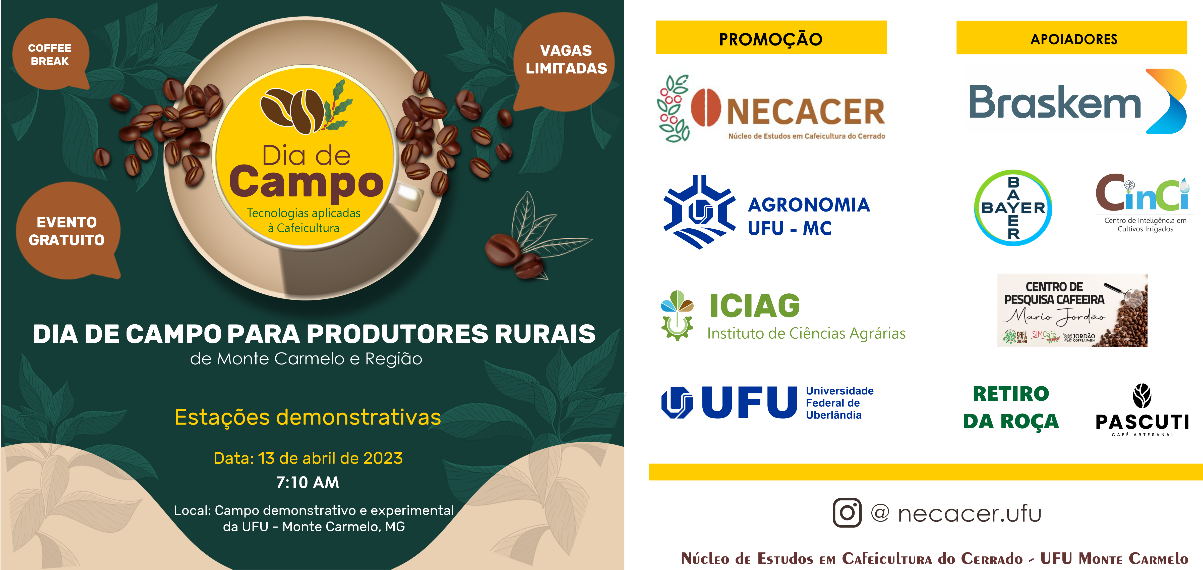 COFFEE
BREAK
VAGAS
LIMITADAS
Dia de
Campo
Tecnologias aplicadas
à Cafeicultura
EVENTO
GRATUITO
DIA DE CAMPO PARA PRODUTORES RURAIS
de Monte Carmelo e Região
Estações demonstrativas
Data: 13 de abril de 2023
7:10 AM
Local: Campo demonstrativo e experimental
da UFU - Monte Carmelo, MG
PROMOÇÃO
NECACER
Núcleo de Estudos em Cafeicultura do Cerrado
AGRONOMIA
UFU - MC
ICIAG
Instituto de Ciências Agrárias
UFU
Universidade
Federal de
Uberlândia
APOIADORES
Braskem
BAYER
BAYER
CinCi
Centro de Inteligência em
Cultivos Irrigados
CENTRO DE
PESQUISA CAFEEIRA
Mario Jordão
RETIRO
DA ROÇA
PASCUTI
CAFÉ ARTESANAL
@ necacer.ufu
Núcleo de Estudos em Cafeicultura do Cerrado - UFU Monte Carmelo